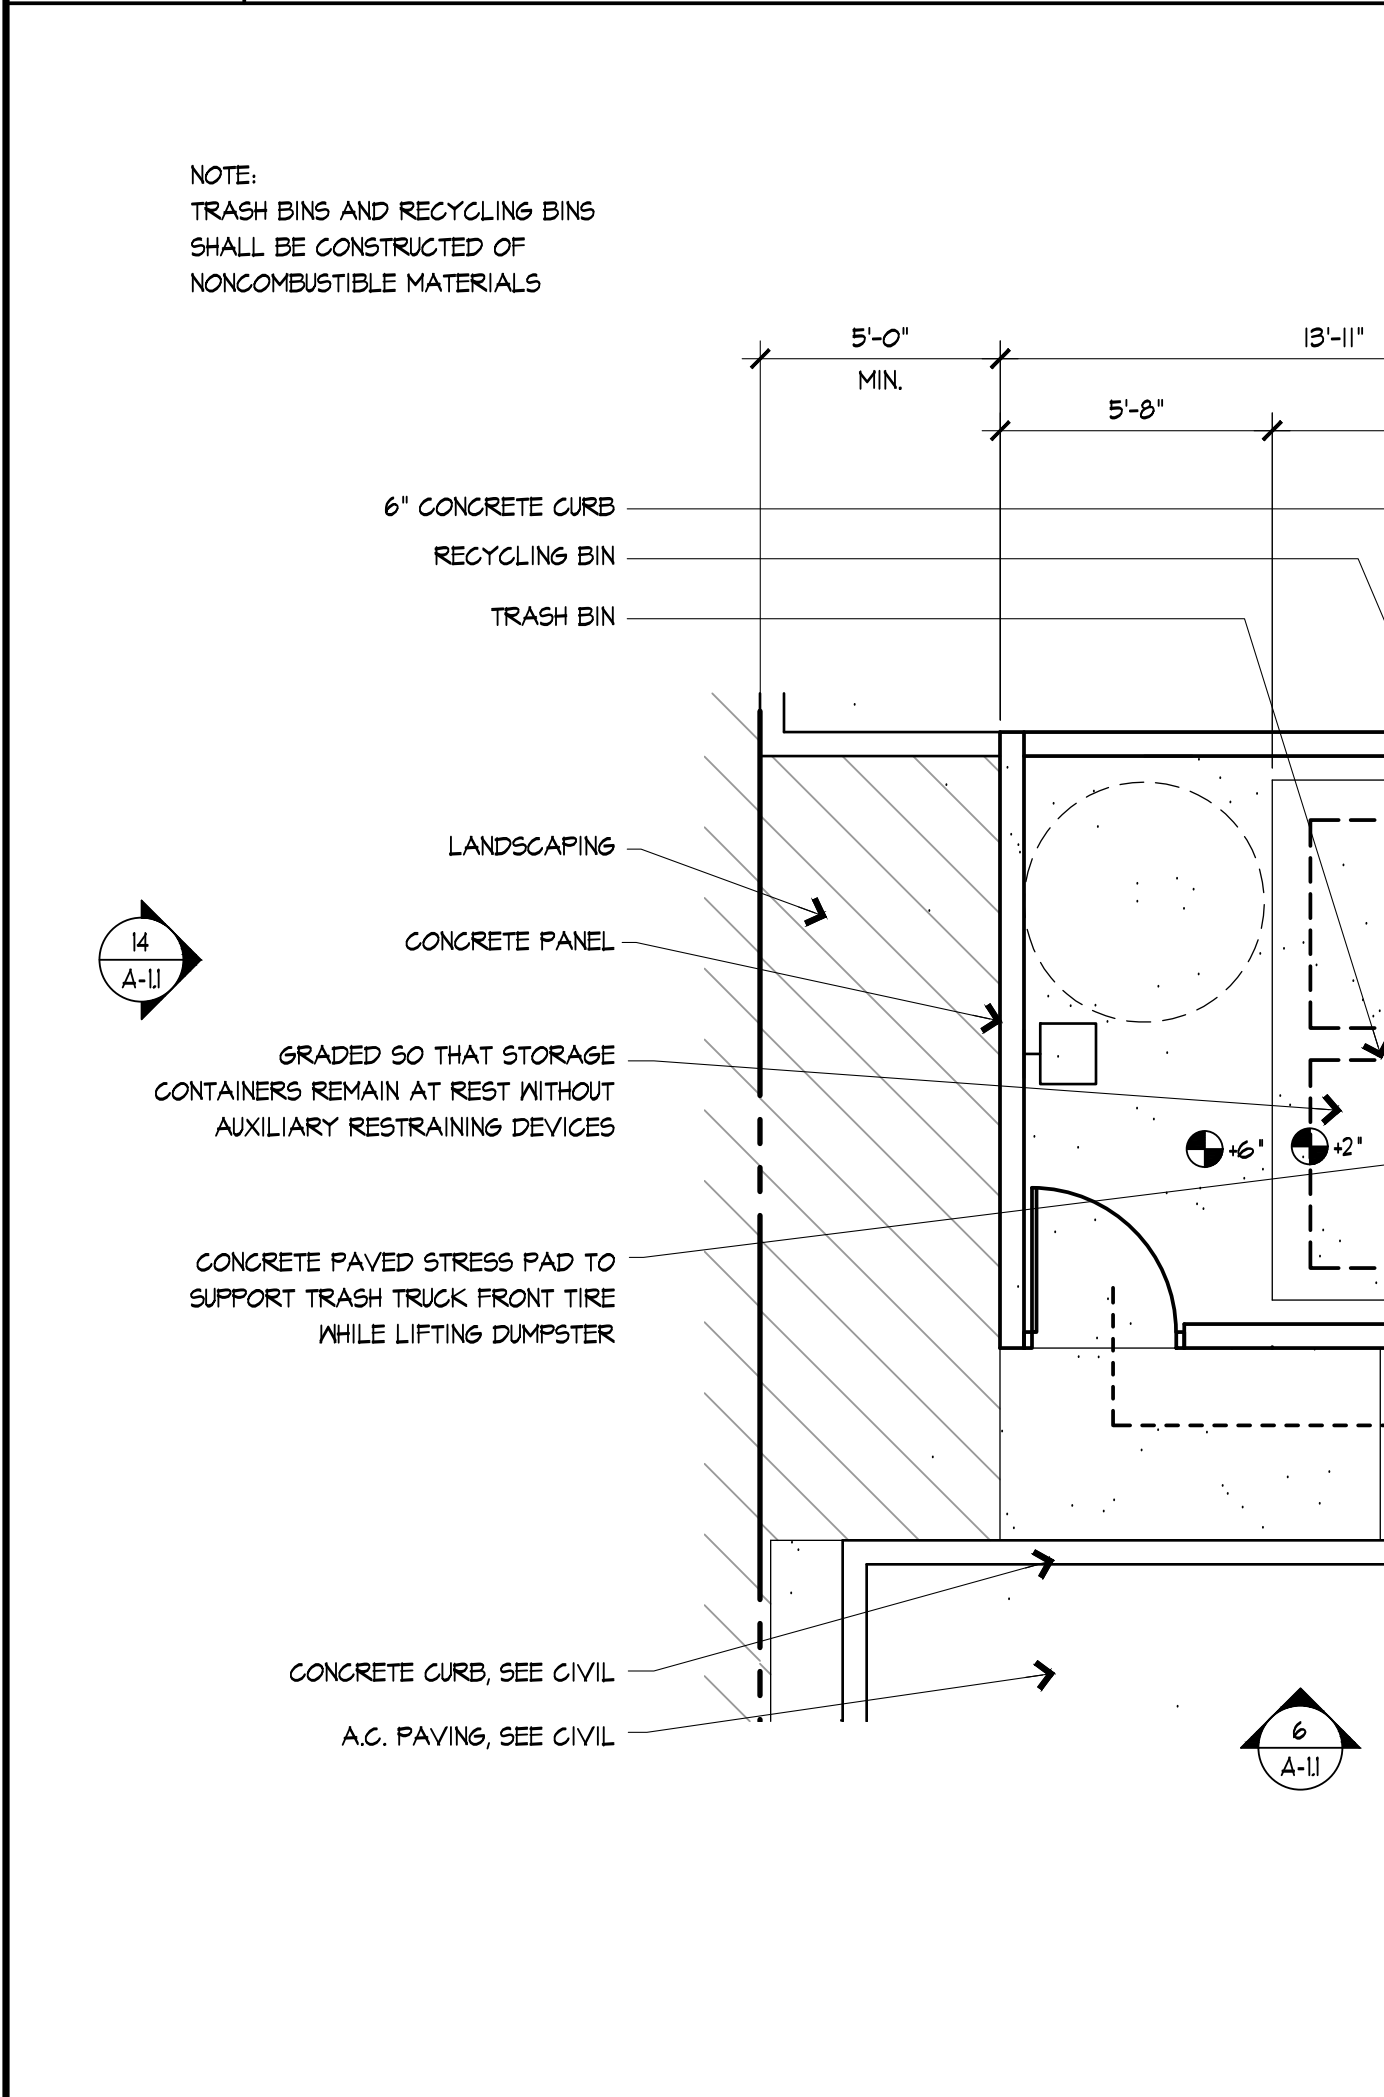 NOTE:
TRASH BINS AND RECYCLING BINS
SHALL BE CONSTRUCTED OF
NONCOMBUSTIBLE MATERIALS
5'-0"
MIN.
13'-11"
5'-8"
6" CONCRETE CURB
RECYCLING BIN
TRASH BIN
LANDSCAPING
14
A-1.1
CONCRETE PANEL
GRADED SO THAT STORAGE
CONTAINERS REMAIN AT REST WITHOUT
AUXILIARY RESTRAINING DEVICES
+6"
+2"
CONCRETE PAVED STRESS PAD TO
SUPPORT TRASH TRUCK FRONT TIRE
WHILE LIFTING DUMPSTER
CONCRETE CURB, SEE CIVIL
A.C. PAVING, SEE CIVIL
6
A-1.1